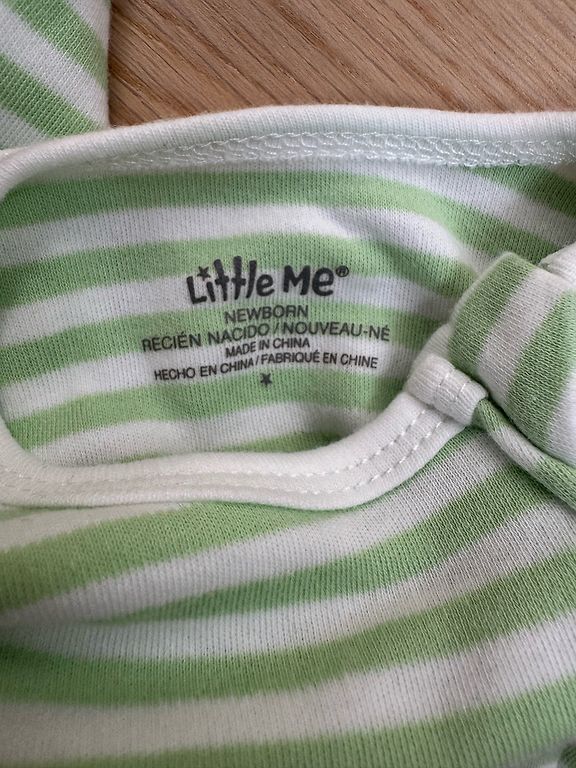 Little Me®
NEWBORN
RECIÉN NACIDO / NOUVEAU-NÉ
MADE IN CHINA
HECHO EN CHINA / FABRIQUÉ EN CHINE